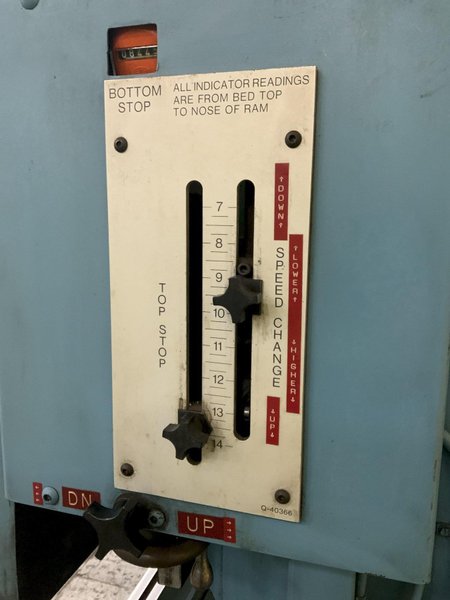 BOTTOM STOP
ALL INDICATOR READINGS
ARE FROM BED TOP
TO NOSE OF RAM
7
8
9
10
11
12
13
14
TOP STOP
SPEED CHANGE
↑DOWN↑
↑LOWER↑
↓HIGHER↓
↓UP↓
Q-40366
DN
UP